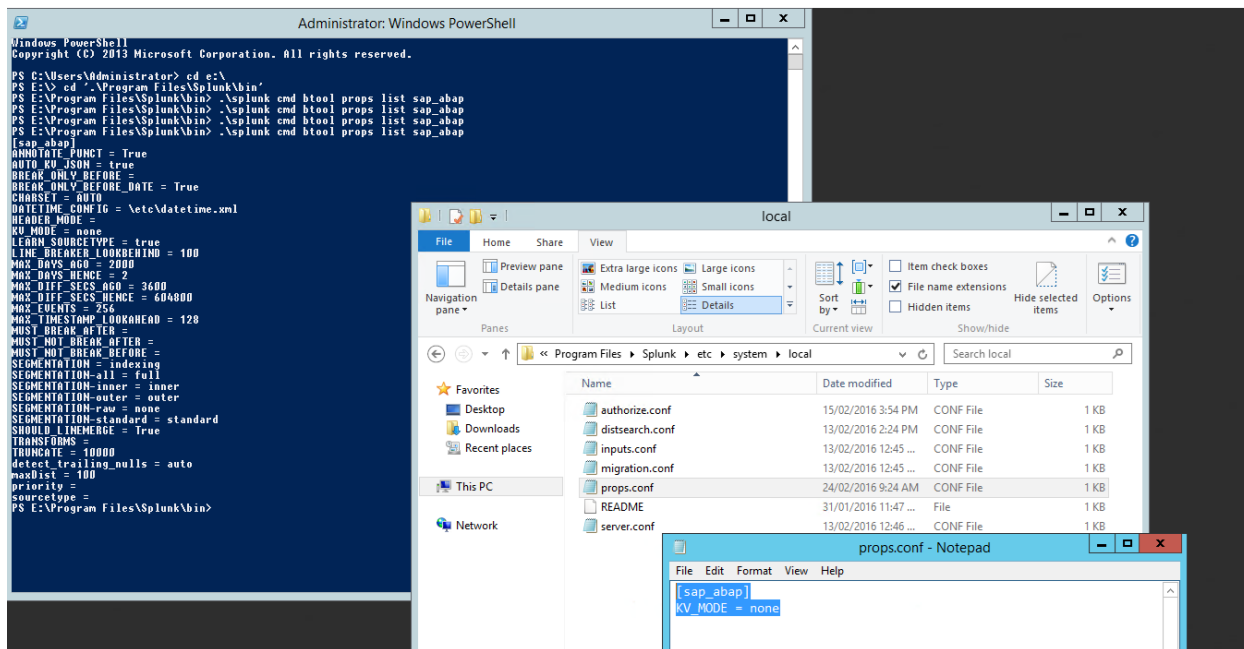 Administrator: Windows PowerShell
Windows PowerShell
Copyright (C) 2013 Microsoft Corporation. All rights reserved.
PS C:\Users\Administrator> cd e:\
PS E:\> cd '.\Program Files\Splunk\bin'
PS E:\Program Files\Splunk\bin> .\splunk cmd btool props list sap_abap
PS E:\Program Files\Splunk\bin> .\splunk cmd btool props list sap_abap
PS E:\Program Files\Splunk\bin> .\splunk cmd btool props list sap_abap
PS E:\Program Files\Splunk\bin> .\splunk cmd btool props list sap_abap
[sap_abap]
ANNOTATE_PUNCT = True
AUTO_KV_JSON = true
BREAK_ONLY_BEFORE =
BREAK_ONLY_BEFORE_DATE = True
CHARSET = AUTO
DATETIME_CONFIG = \etc\datetime.xml
HEADER_MODE =
KV_MODE = none
LEARN_SOURCETYPE = true
LINE_BREAKER_LOOKBEHIND = 100
MAX_DAYS_AGO = 2000
MAX_DAYS_HENCE = 2
MAX_DIFF_SECS_AGO = 3600
MAX_DIFF_SECS_HENCE = 604800
MAX_EVENTS = 256
MAX_TIMESTAMP_LOOKAHEAD = 128
MUST_BREAK_AFTER =
MUST_NOT_BREAK_AFTER =
MUST_NOT_BREAK_BEFORE =
SEGMENTATION = indexing
SEGMENTATION-all = full
SEGMENTATION-inner = inner
SEGMENTATION-outer = outer
SEGMENTATION-raw = none
SEGMENTATION-standard = standard
SHOULD_LINEMERGE = True
TRANSFORMS =
TRUNCATE = 10000
detect_trailing_nulls = auto
maxDist = 100
priority =
sourcetype =
PS E:\Program Files\Splunk\bin>
local
File Home Share View
Navigation pane
Preview pane
Details pane
Panes
Extra large icons Large icons
Medium icons Small icons
List Details
Layout
Sort by
Current view
Item check boxes
File name extensions
Hidden items
Hide selected items
Show/hide
Options
« Program Files Splunk etc system local
Search local
Favorites
Desktop
Downloads
Recent places
This PC
Network
Name Date modified Type Size
authorize.conf 15/02/2016 3:54 PM CONF File 1 KB
distsearch.conf 13/02/2016 2:24 PM CONF File 1 KB
inputs.conf 13/02/2016 12:45 ... CONF File 1 KB
migration.conf 13/02/2016 12:45 ... CONF File 1 KB
props.conf 24/02/2016 9:24 AM CONF File 1 KB
README 31/01/2016 11:47 ... File 1 KB
server.conf 13/02/2016 12:46 ... CONF File 1 KB
props.conf - Notepad
File Edit Format View Help
[sap_abap]
KV_MODE = none